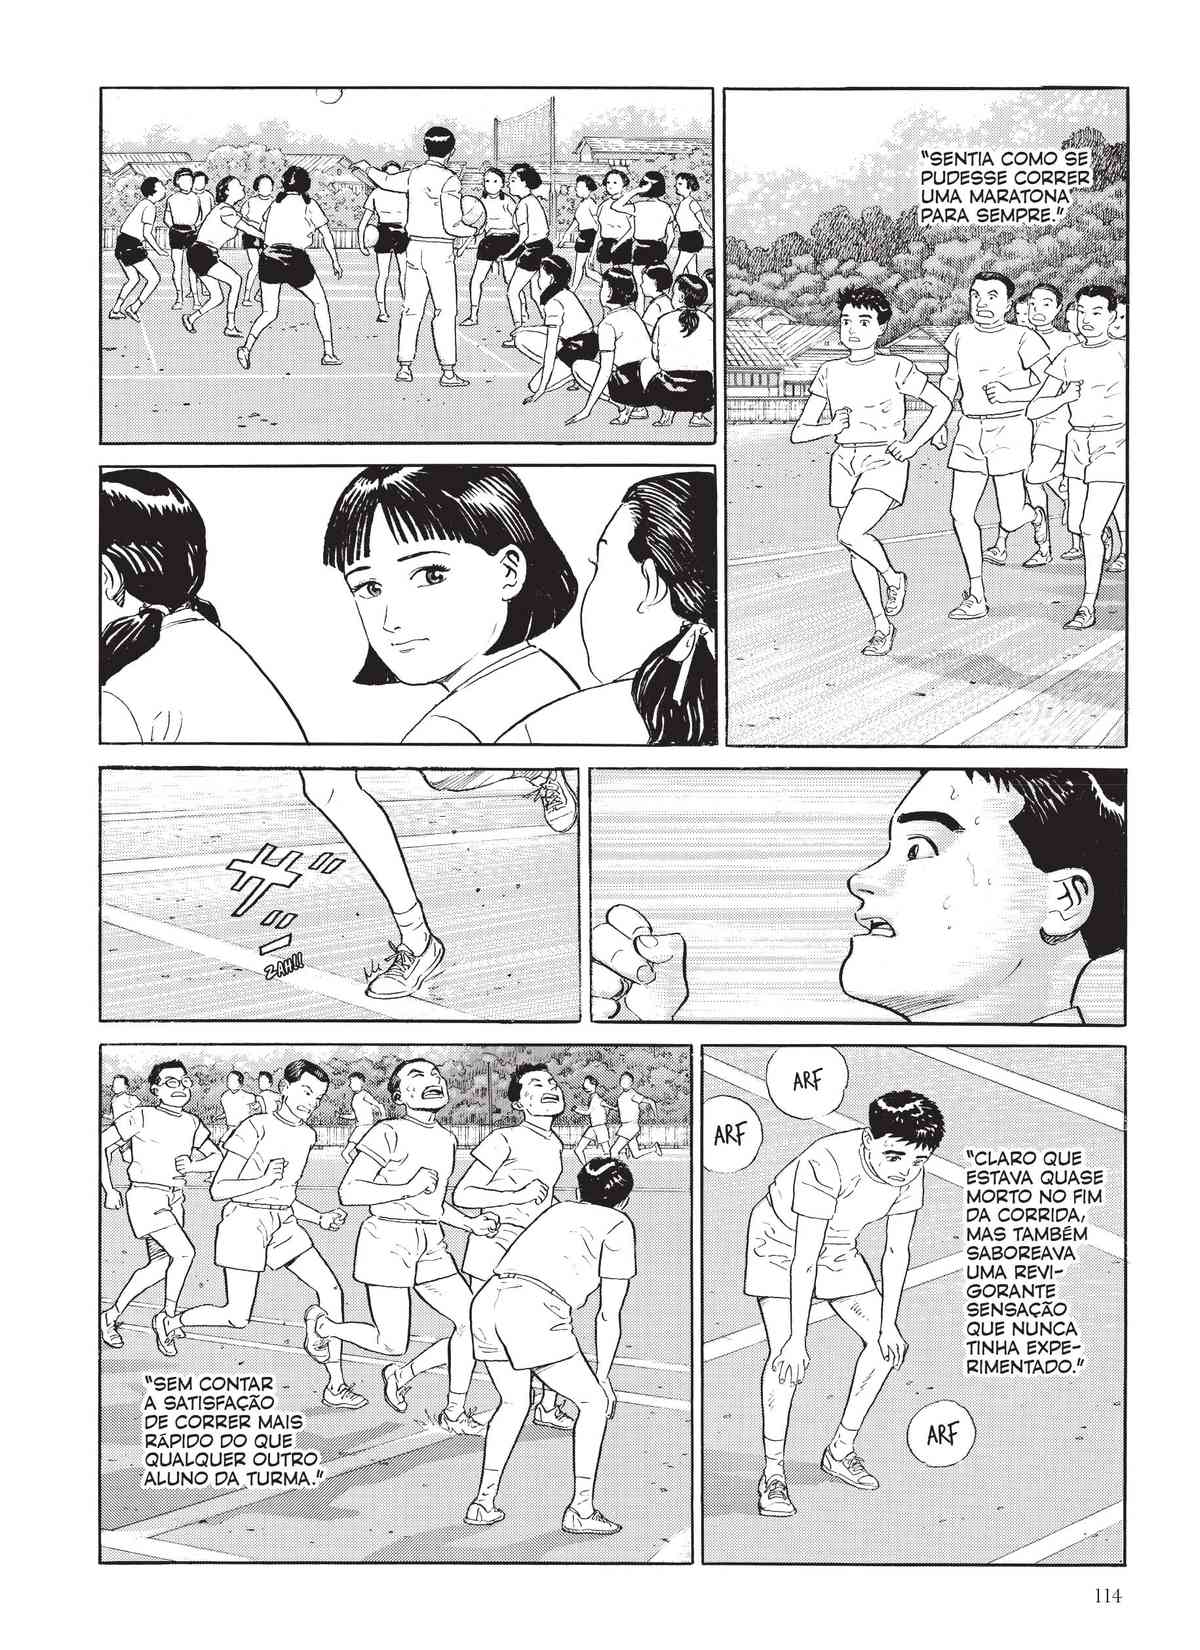 "SENTIA COMO SE
PUDESSE CORRER
UMA MARATONA
PARA SEMPRE."
ザッ
ZAH!!
ARF
ARF
"CLARO QUE
ESTAVA QUASE
MORTO NO FIM
DA CORRIDA,
MAS TAMBÉM
SABOREAVA
UMA REVI-
GORANTE
SENSAÇÃO
QUE NUNCA
TINHA EXPE-
RIMENTADO."
ARF
"SEM CONTAR
A SATISFAÇÃO
DE CORRER MAIS
RÁPIDO DO QUE
QUALQUER OUTRO
ALUNO DA TURMA."
114